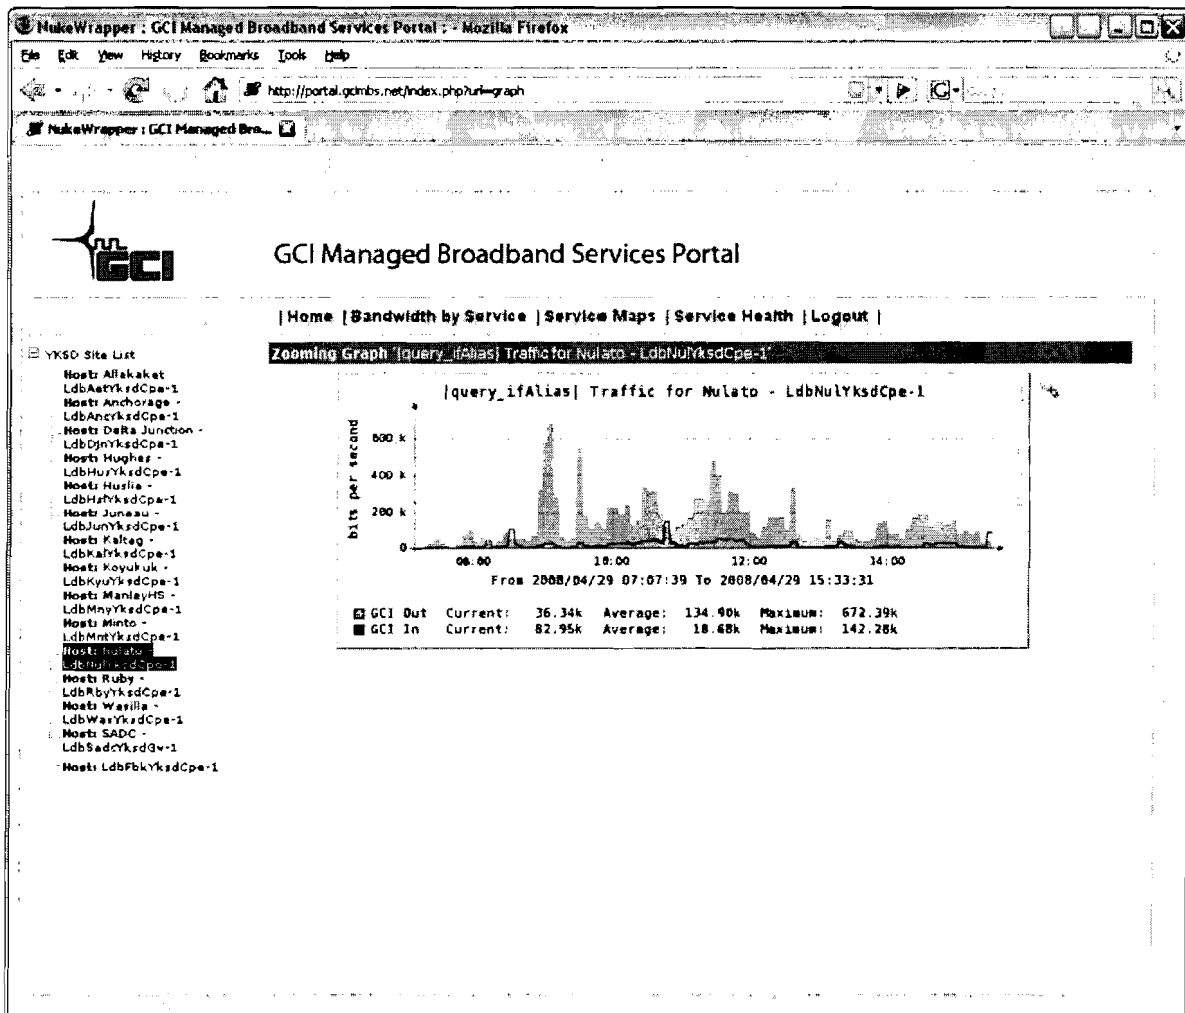 NukeWrapper : GCI Managed Broadband Services Portal : - Mozilla Firefox
File Edit View History Bookmarks Tools Help
http://portal.gcimbs.net/index.php?url=graph
NukeWrapper : GCI Managed Bro...
GCI
GCI Managed Broadband Services Portal
| Home | Bandwidth by Service | Service Maps | Service Health | Logout |
YKSD Site List
Host: Allakaket
LdbAetYksdCpe-1
Host: Anchorage -
LdbAncYksdCpe-1
Host: Delta Junction -
LdbDjnYksdCpe-1
Host: Hughes -
LdbHusYksdCpe-1
Host: Huslia -
LdbHslYksdCpe-1
Host: Juneau -
LdbJunYksdCpe-1
Host: Kaltag -
LdbKalYksdCpe-1
Host: Koyukuk -
LdbKyuYksdCpe-1
Host: ManleyHS -
LdbMnyYksdCpe-1
Host: Minto -
LdbMntYksdCpe-1
Host: Nulato -
LdbNulYksdCpe-1
Host: Ruby -
LdbRbyYksdCpe-1
Host: Wasilla -
LdbWasYksdCpe-1
Host: SADC -
LdbSadcYksdGw-1
Host: LdbFbkYksdCpe-1
Zooming Graph '|query_ifAlias| Traffic for Nulato - LdbNulYksdCpe-1'
|query_ifAlias| Traffic for Nulato - LdbNulYksdCpe-1
bits per second
600 k
400 k
200 k
0
08:00 10:00 12:00 14:00
From 2008/04/29 07:07:39 To 2008/04/29 15:33:31
GCI Out Current: 36.34k Average: 134.90k Maximum: 672.39k
GCI In Current: 82.95k Average: 18.68k Maximum: 142.28k